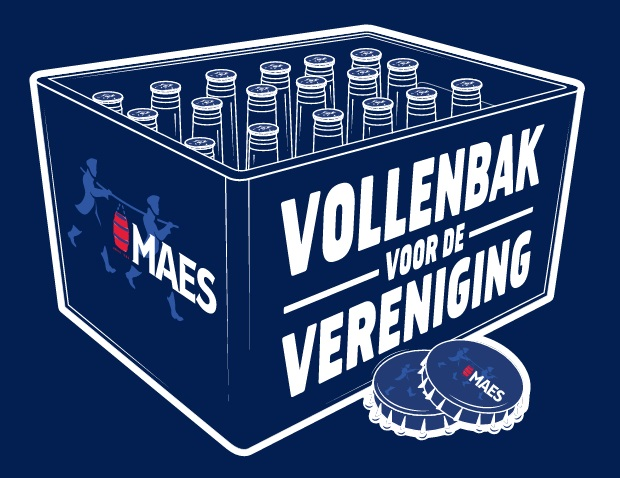 VOLLENBAK
VOOR DE
VERENIGING
MAES
MAES